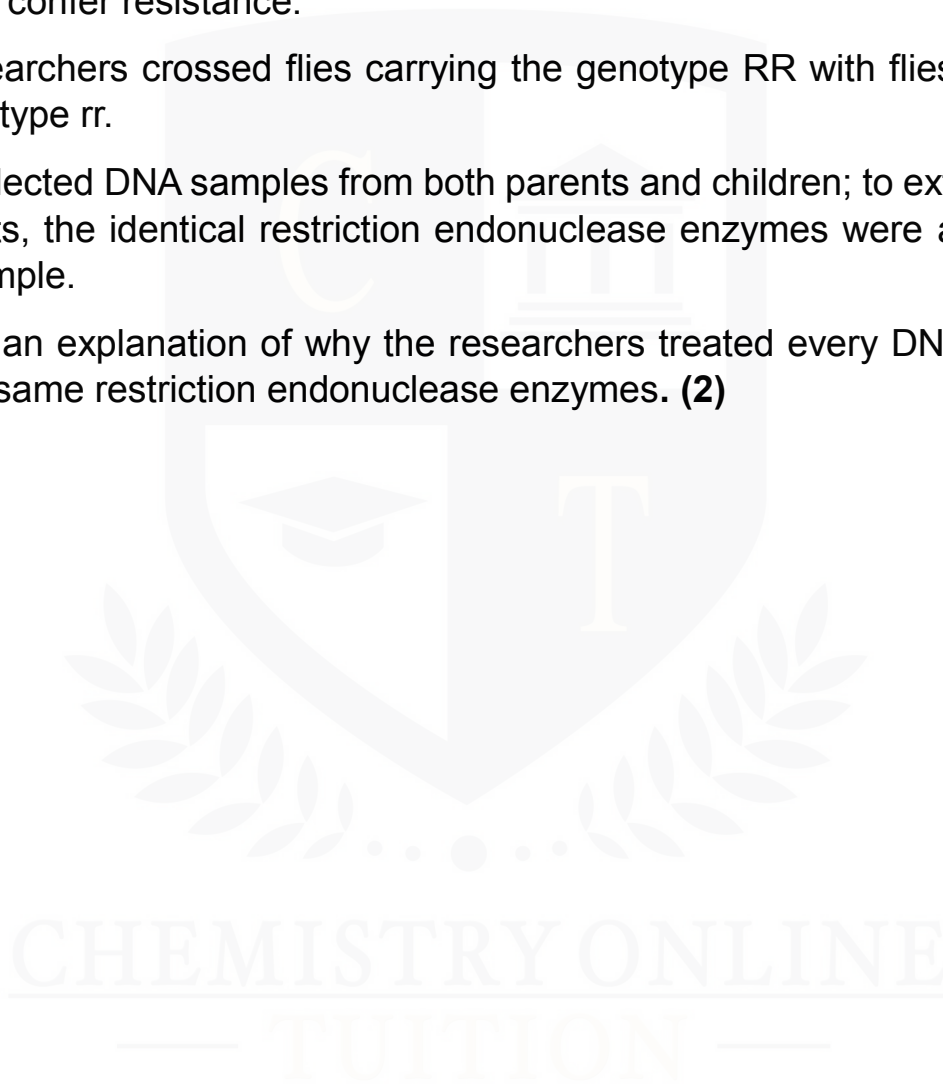 confer resistance.
earchers crossed flies carrying the genotype RR with flies
type rr.
lected DNA samples from both parents and children; to ex
ts, the identical restriction endonuclease enzymes were a
mple.
an explanation of why the researchers treated every DN
same restriction endonuclease enzymes. (2)
C
T
CHEMISTRY ONLINE
TUITION